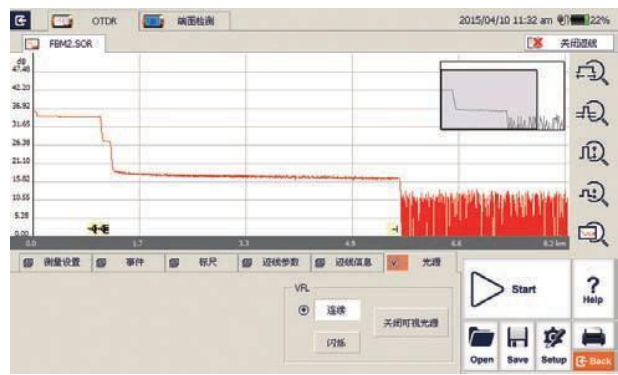 OTDR
端面检测
2015/04/10 11:32 am
22%
FBM2.SOR
关闭迹线
dB
47.48
42.20
36.92
31.65
26.38
21.10
15.82
10.55
5.28
0.00
0.0 1.7 3.3 4.9 6.6 8.2 km
测量设置
事件
标尺
迹线参数
迹线信息
光源
VFL
连续
闪烁
关闭可视光源
Start
?
Help
Open
Save
Setup
Back